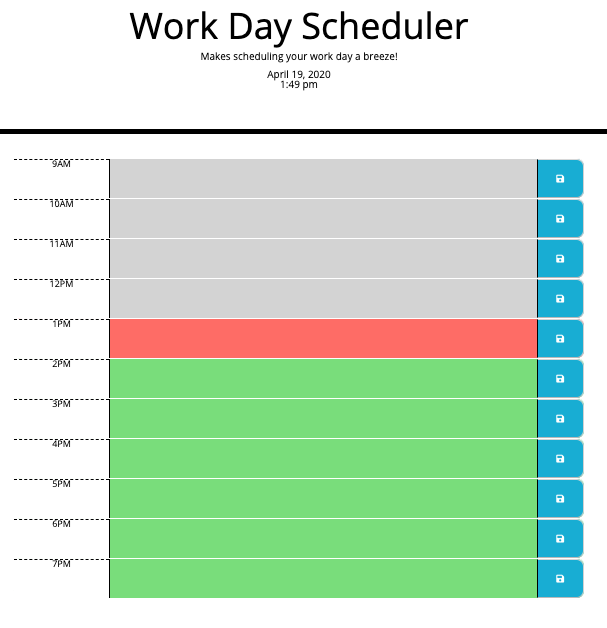 Work Day Scheduler
Makes scheduling your work day a breeze!
April 19, 2020
1:49 pm
9AM
10AM
11AM
12PM
1PM
2PM
3PM
4PM
5PM
6PM
7PM